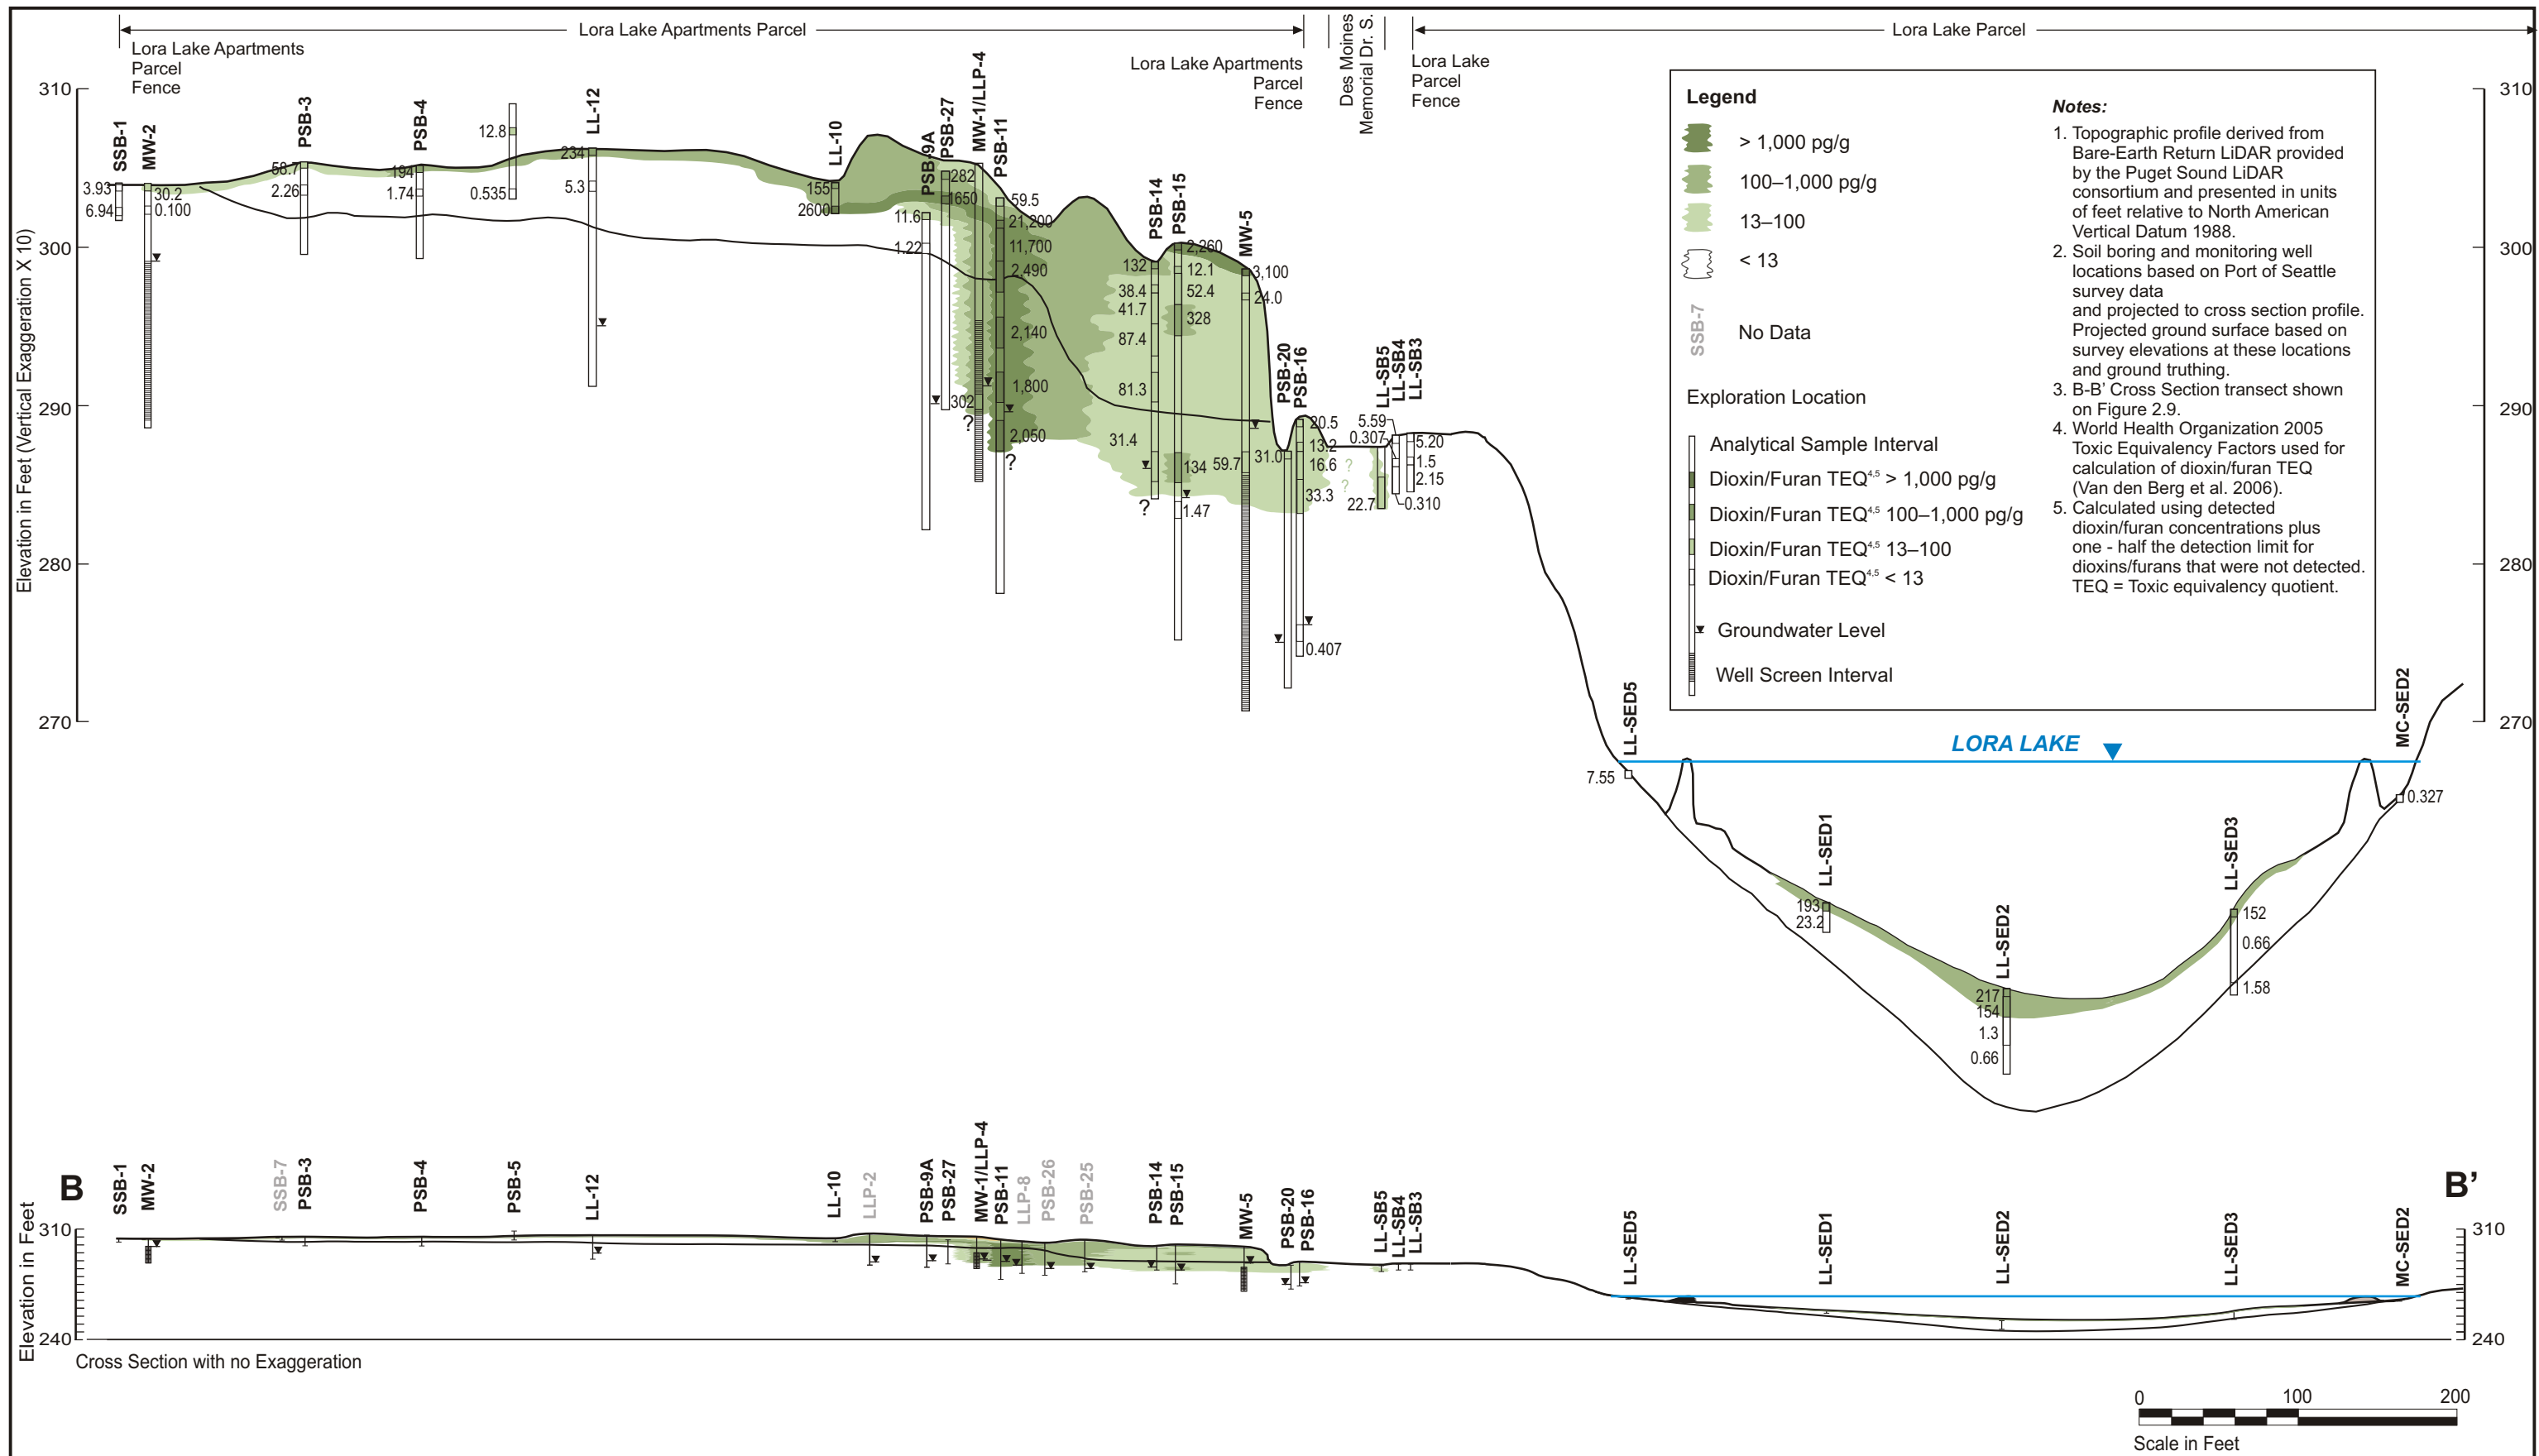 Lora Lake Apartments Parcel
Des Moines
Memorial Dr. S.
Lora Lake Parcel
Lora Lake Apartments
Parcel
Fence
Lora Lake Apartments
Parcel
Fence
Lora Lake
Parcel
Fence
Elevation in Feet (Vertical Exaggeration X 10)
310
300
290
280
270
310
300
290
280
270
SSB-1
3.93
6.94
MW-2
30.2
0.100
PSB-3
58.7
2.26
PSB-4
194
1.74
12.8
0.535
LL-12
234
5.3
LL-10
155
2600
PSB-9A
11.6
1.22
PSB-27
282
1650
302
?
MW-1/LLP-4
PSB-11
59.5
21,200
11,700
2,490
2,140
1,800
2,050
?
PSB-14
132
38.4
41.7
87.4
81.3
31.4
?
PSB-15
2,260
12.1
52.4
328
134
1.47
MW-5
3,100
24.0
59.7
PSB-20
31.0
PSB-16
20.5
13.2
16.6
33.3
0.407
?
?
LL-SB5
22.7
LL-SB4
5.59
0.307
0.310
LL-SB3
5.20
1.5
2.15
Legend
> 1,000 pg/g
100–1,000 pg/g
13–100
< 13
SSB-7
No Data
Exploration Location
Analytical Sample Interval
Dioxin/Furan TEQ4,5 > 1,000 pg/g
Dioxin/Furan TEQ4,5 100–1,000 pg/g
Dioxin/Furan TEQ4,5 13–100
Dioxin/Furan TEQ4,5 < 13
Groundwater Level
Well Screen Interval
Notes:
1. Topographic profile derived from
Bare-Earth Return LiDAR provided
by the Puget Sound LiDAR
consortium and presented in units
of feet relative to North American
Vertical Datum 1988.
2. Soil boring and monitoring well
locations based on Port of Seattle
survey data
and projected to cross section profile.
Projected ground surface based on
survey elevations at these locations
and ground truthing.
3. B-B’ Cross Section transect shown
on Figure 2.9.
4. World Health Organization 2005
Toxic Equivalency Factors used for
calculation of dioxin/furan TEQ
(Van den Berg et al. 2006).
5. Calculated using detected
dioxin/furan concentrations plus
one - half the detection limit for
dioxins/furans that were not detected.
TEQ = Toxic equivalency quotient.
LORA LAKE
LL-SED5
7.55
LL-SED1
193
23.2
LL-SED2
217
154
1.3
0.66
LL-SED3
152
0.66
1.58
MC-SED2
0.327
B
B’
Elevation in Feet
310
240
310
240
SSB-1
MW-2
SSB-7
PSB-3
PSB-4
PSB-5
LL-12
LL-10
LLP-2
PSB-9A
PSB-27
MW-1/LLP-4
PSB-11
LLP-8
PSB-26
PSB-25
PSB-14
PSB-15
MW-5
PSB-20
PSB-16
LL-SB5
LL-SB4
LL-SB3
LL-SED5
LL-SED1
LL-SED2
LL-SED3
MC-SED2
Cross Section with no Exaggeration
0 100 200
Scale in Feet